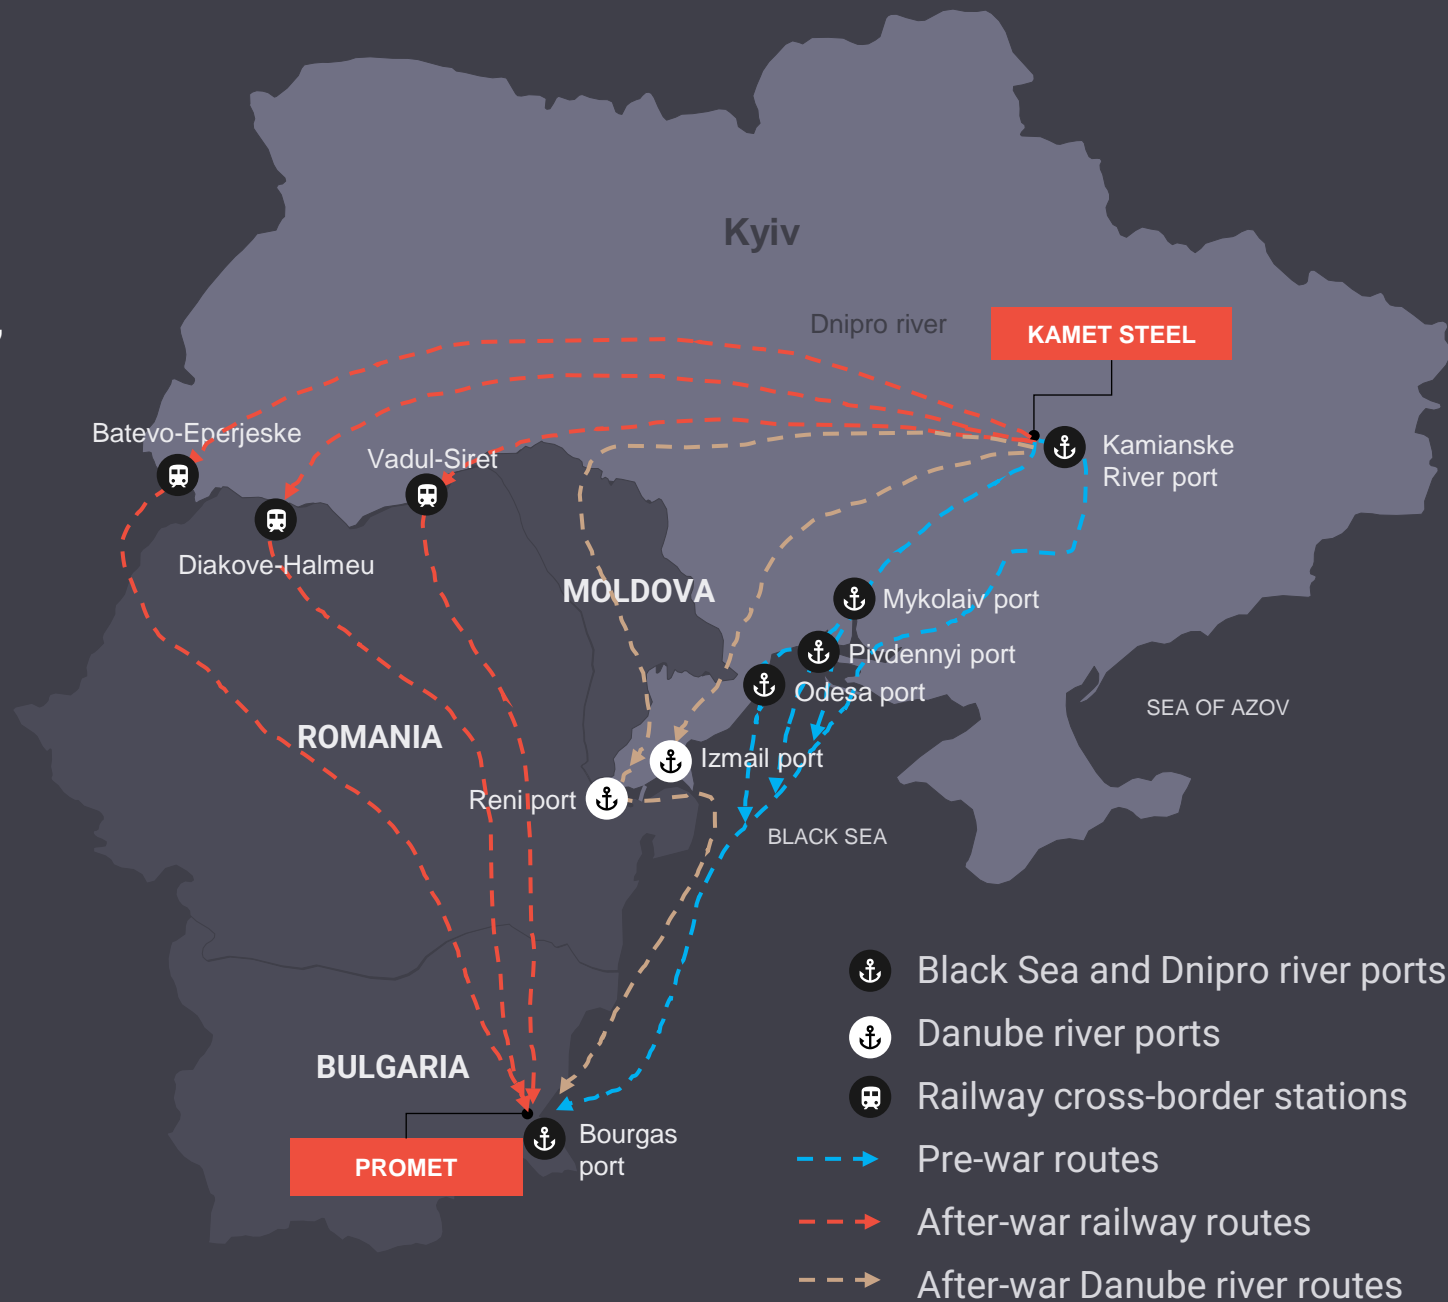 Kyiv
Dnipro river
KAMET STEEL
Batevo-Eperjeske
Vadul-Siret
Kamianske
River port
Diakove-Halmeu
MOLDOVA
Mykolaiv port
Pivdennyi port
Odesa port
SEA OF AZOV
ROMANIA
Izmail port
Reni port
BLACK SEA
Black Sea and Dnipro river ports
Danube river ports
BULGARIA
Railway cross-border stations
Bourgas
port
PROMET
Pre-war routes
After-war railway routes
After-war Danube river routes